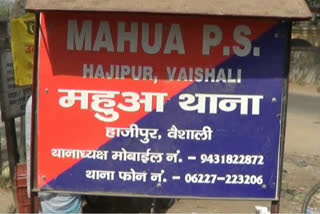 MAHUA P.S.
HAJIPUR, VAISHALI
महुआ थाना
हाजीपुर, वैशाली
थानाध्यक्ष मोबाईल नं. - 9431822872
थाना फोन नं. - 06227-223206